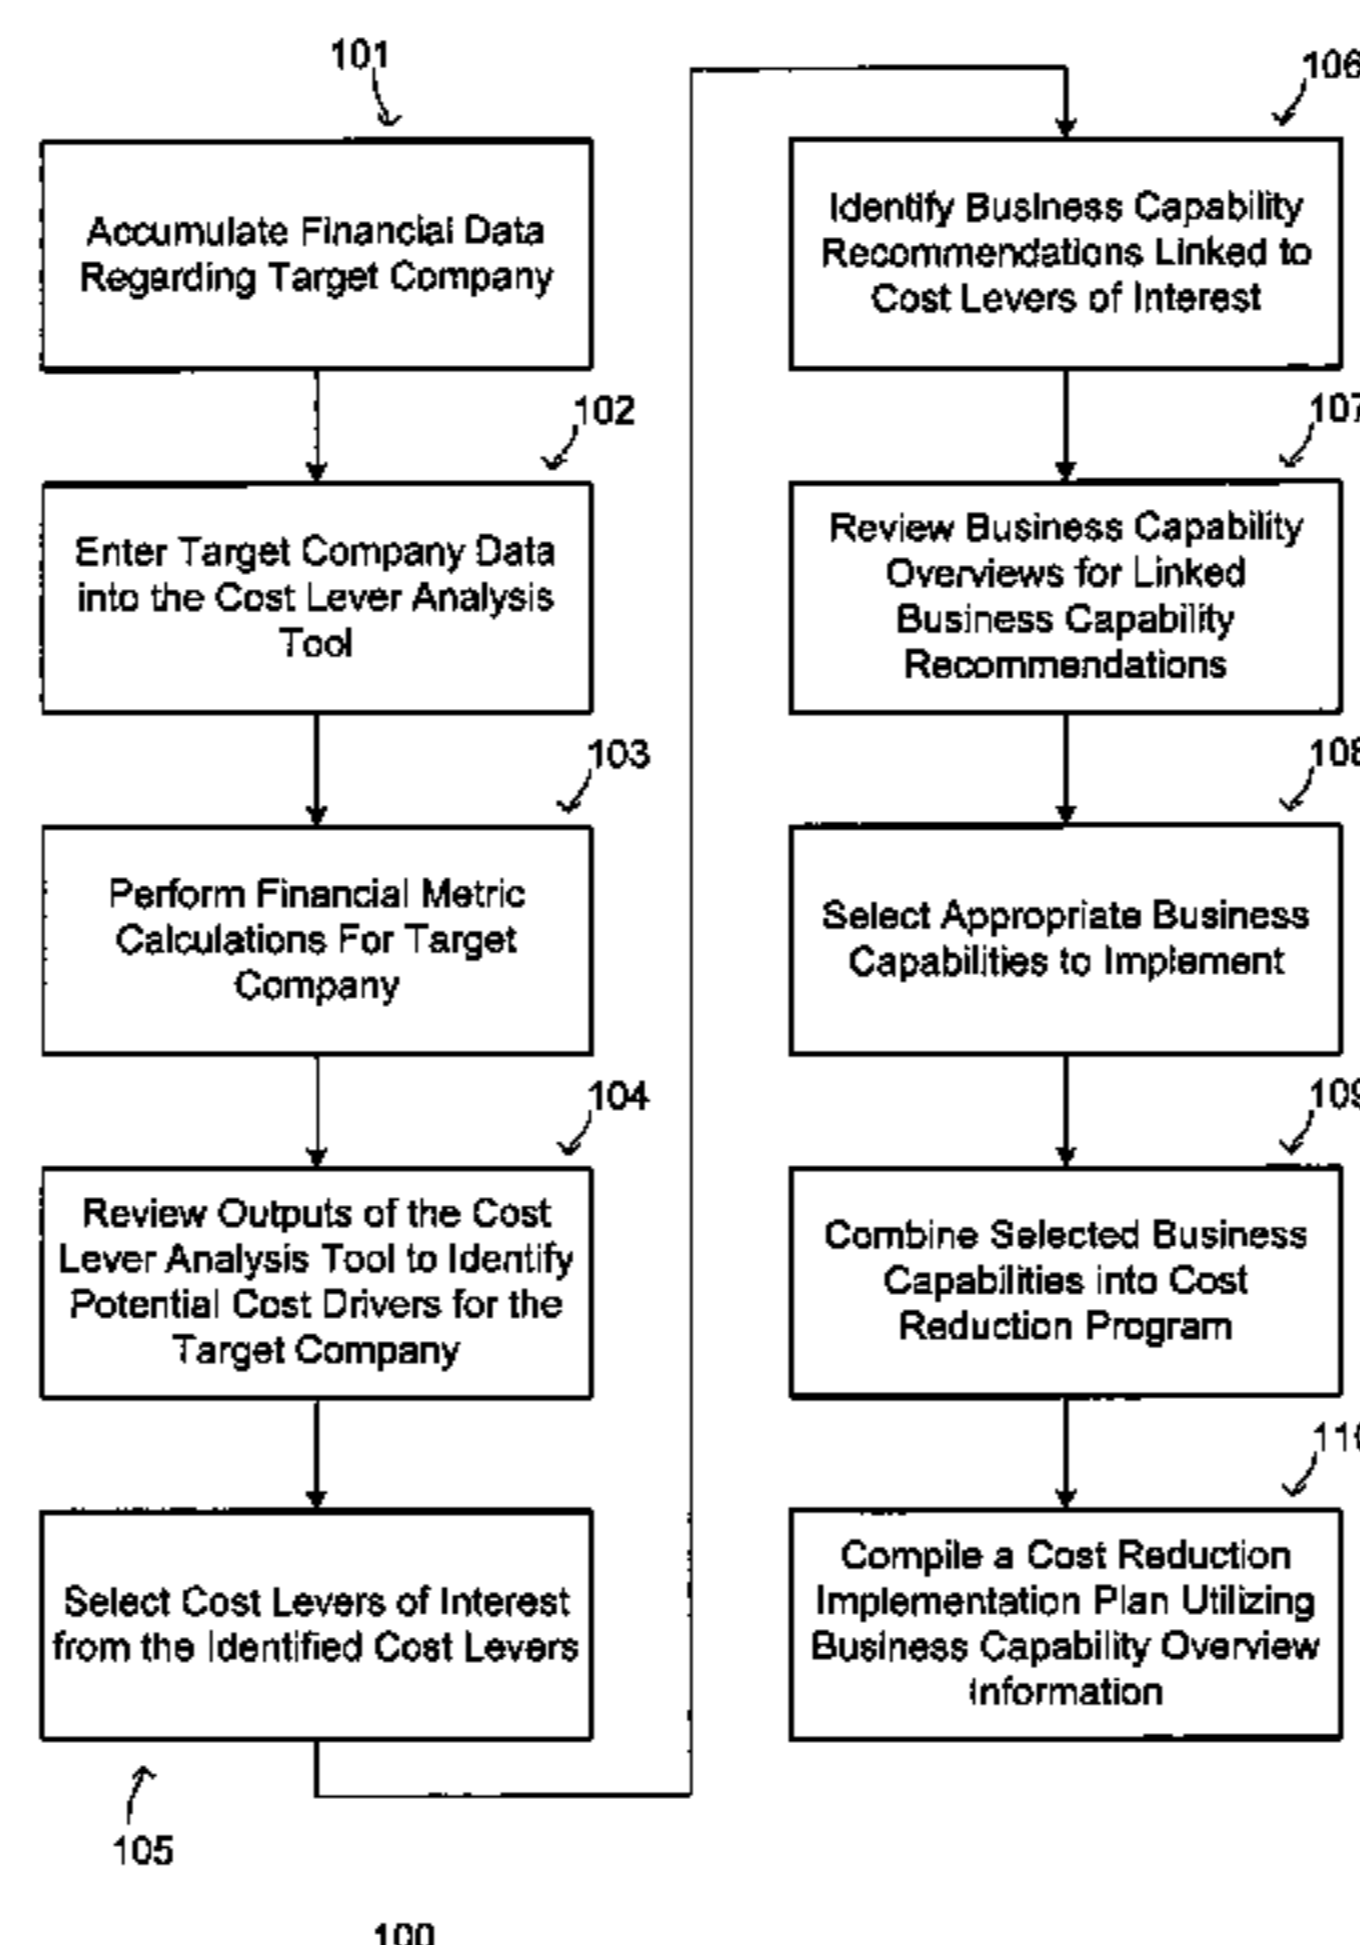 101
Accumulate Financial Data
Regarding Target Company
102
Enter Target Company Data
into the Cost Lever Analysis
Tool
103
Perform Financial Metric
Calculations For Target
Company
104
Review Outputs of the Cost
Lever Analysis Tool to Identify
Potential Cost Drivers for the
Target Company
Select Cost Levers of Interest
from the Identified Cost Levers
105
106
Identify Business Capability
Recommendations Linked to
Cost Levers of Interest
107
Review Business Capability
Overviews for Linked
Business Capability
Recommendations
108
Select Appropriate Business
Capabilities to Implement
109
Combine Selected Business
Capabilities into Cost
Reduction Program
110
Compile a Cost Reduction
Implementation Plan Utilizing
Business Capability Overview
Information
100